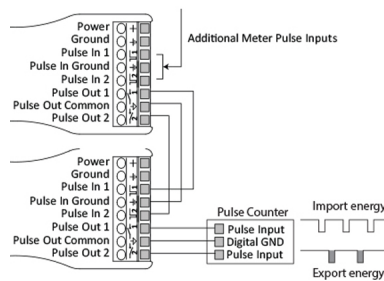 Power
Ground
Pulse In 1
Pulse In Ground
Pulse In 2
Pulse Out 1
Pulse Out Common
Pulse Out 2
Additional Meter Pulse Inputs
Power
Ground
Pulse In 1
Pulse In Ground
Pulse In 2
Pulse Out 1
Pulse Out Common
Pulse Out 2
Pulse Counter
Pulse Input
Digital GND
Pulse Input
Import energy
Export energy